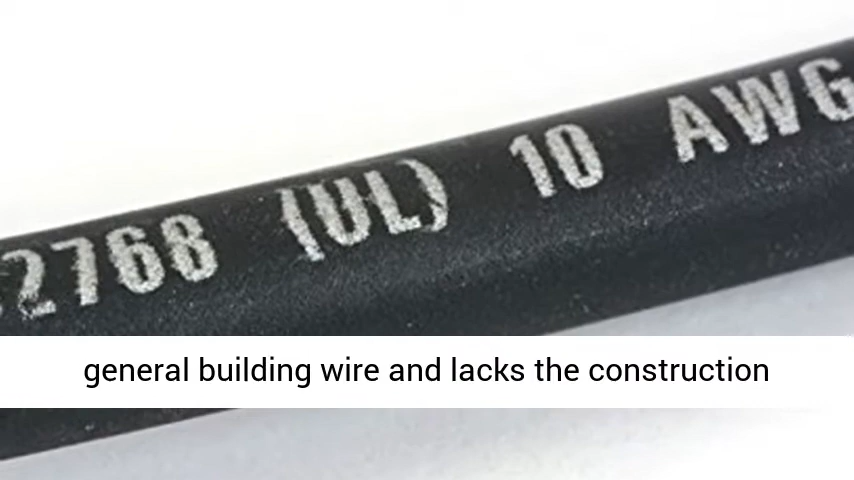 2768 (UL) 10 AWG
general building wire and lacks the construction